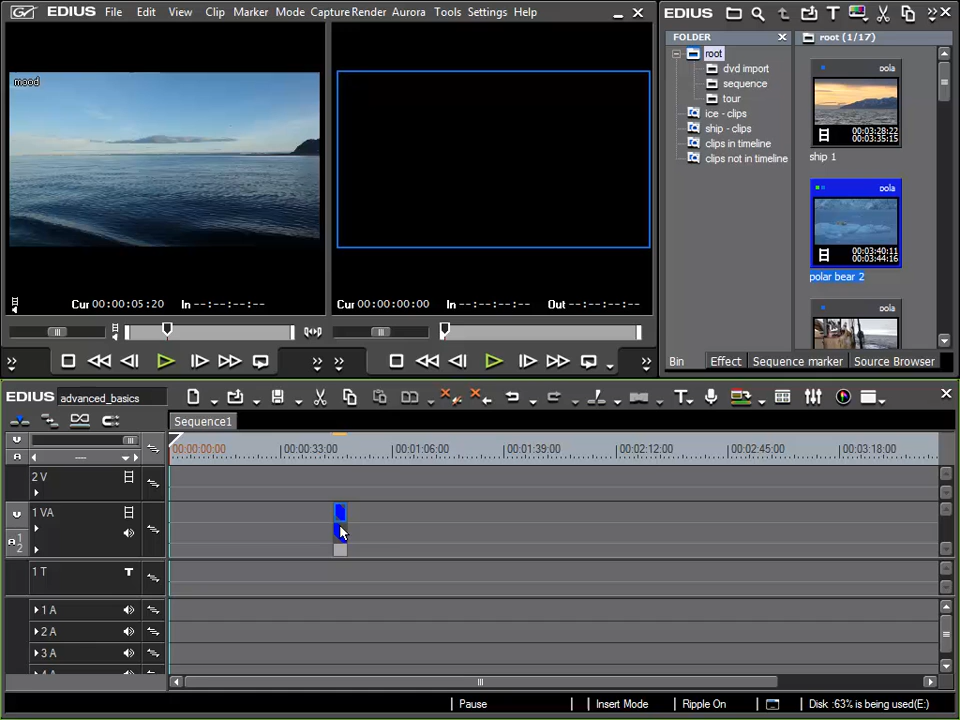 EDIUS File Edit View Clip Marker Mode Capture Render Aurora Tools Settings Help
mood
Cur 00:00:05:20 In --:--:--:--
Cur 00:00:00:00 In --:--:--:-- Out --:--:--:--
EDIUS
FOLDER
root
dvd import
sequence
tour
ice - clips
ship - clips
clips in timeline
clips not in timeline
root (1/17)
oola
00:03:28:22
00:03:35:15
ship 1
oola
00:03:40:11
00:03:44:16
polar bear 2
oola
Bin Effect Sequence marker Source Browser
EDIUS advanced_basics
Sequence1
00:00:00:00 00:00:33:00 00:01:06:00 00:01:39:00 00:02:12:00 00:02:45:00 00:03:18:00
2 V
1 VA
1
2
1 T T
1 A
2 A
3 A
Pause Insert Mode Ripple On Disk :63% is being used(E:)